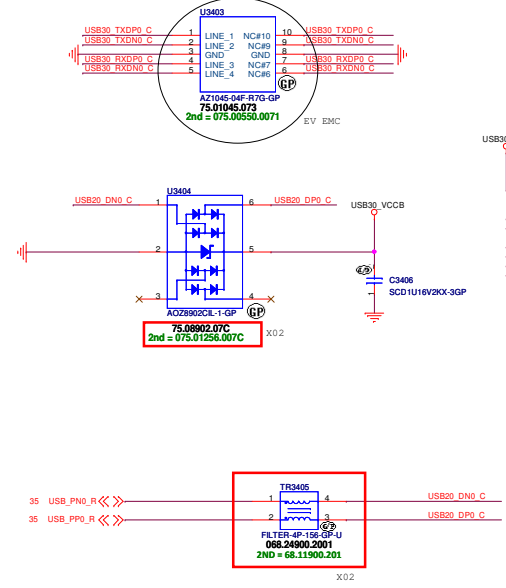 U3403
USB30_TXDP0_C 1 LINE_1 NC#10 10 USB30_TXDP0_C
USB30_TXDN0_C 2 LINE_2 NC#9 9 USB30_TXDN0_C
3 GND GND 8
USB30_RXDP0_C 4 LINE_3 NC#7 7 USB30_RXDP0_C
USB30_RXDN0_C 5 LINE_4 NC#6 6 USB30_RXDN0_C
GP
AZ1045-04F-R7G-GP
75.01045.073
2nd = 075.00550.0071
EV EMC
USB30
U3404
USB20_DN0_C 1 6 USB20_DP0_C
USB30_VCCB
2 5
3 4
C3406
SCD1U16V2KX-3GP
1
AOZ8902CIL-1-GP
GP
75.08902.07C
2nd = 075.01256.007C
X02
TR3405
35 USB_PN0_R 1 4 USB20_DN0_C
35 USB_PP0_R 2 3 USB20_DP0_C
GP
FILTER-4P-156-GP-U
068.24900.2001
2ND = 68.11900.201
X02